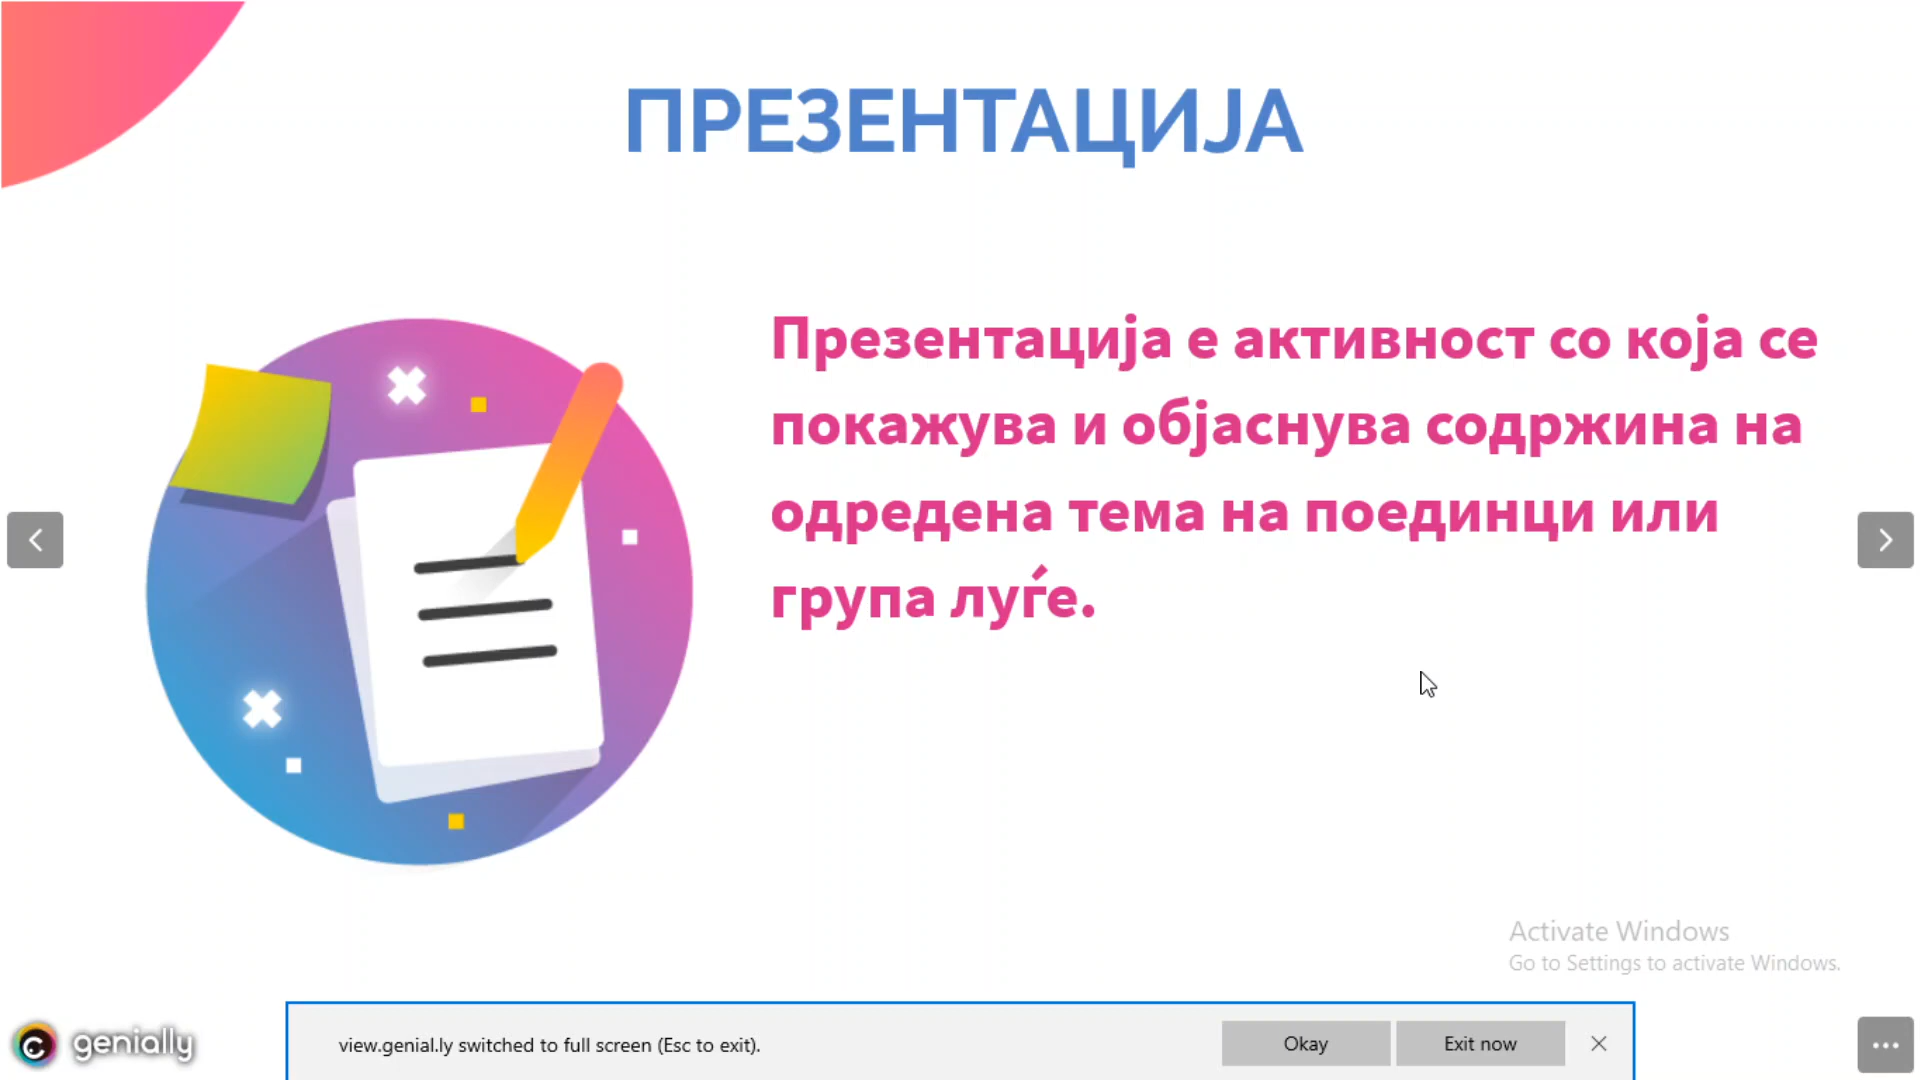 ПРЕЗЕНТАЦИЈА
Презентација е активност со која се
покажува и објаснува содржина на
одредена тема на поединци или
група луѓе.
Activate Windows
Go to Settings to activate Windows.
genially
view.genial.ly switched to full screen (Esc to exit).
Okay
Exit now